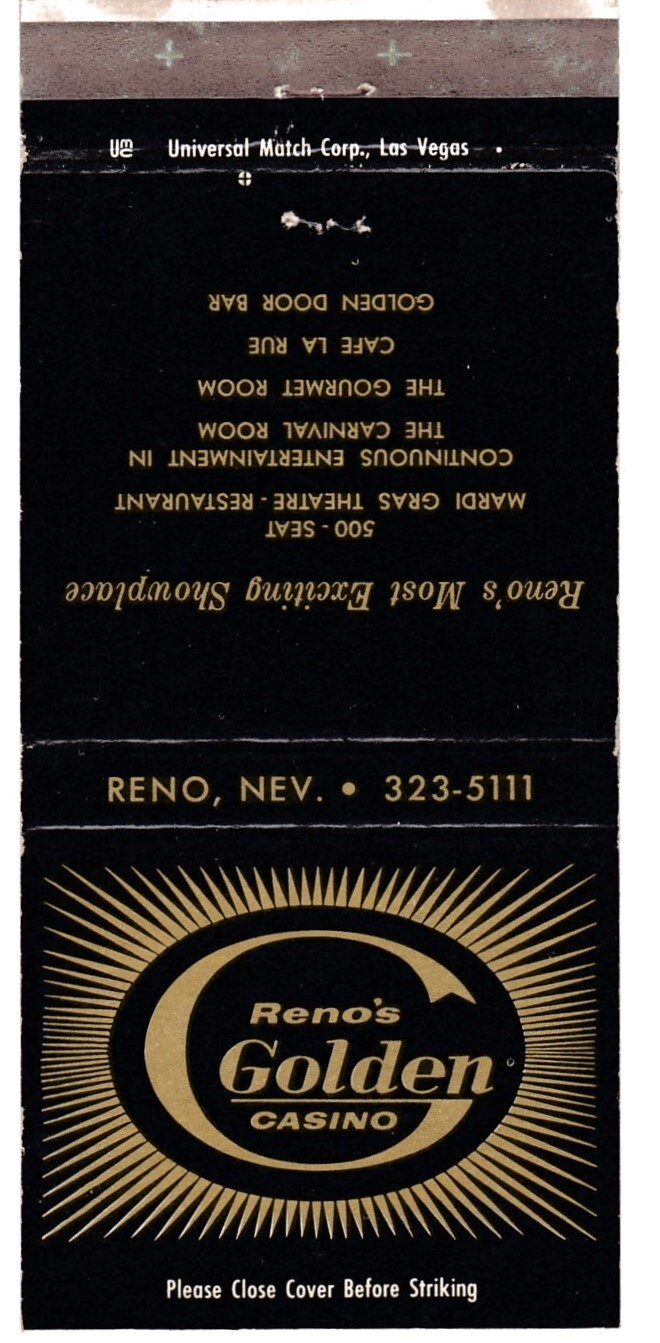 UMC Universal Match Corp., Las Vegas •
Reno's Most Exciting Showplace
500 - SEAT
MARDI GRAS THEATRE - RESTAURANT
CONTINUOUS ENTERTAINMENT IN
THE CARNIVAL ROOM
THE GOURMET ROOM
CAFE LA RUE
GOLDEN DOOR BAR
RENO, NEV. • 323-5111
Reno's
Golden
CASINO
Please Close Cover Before Striking